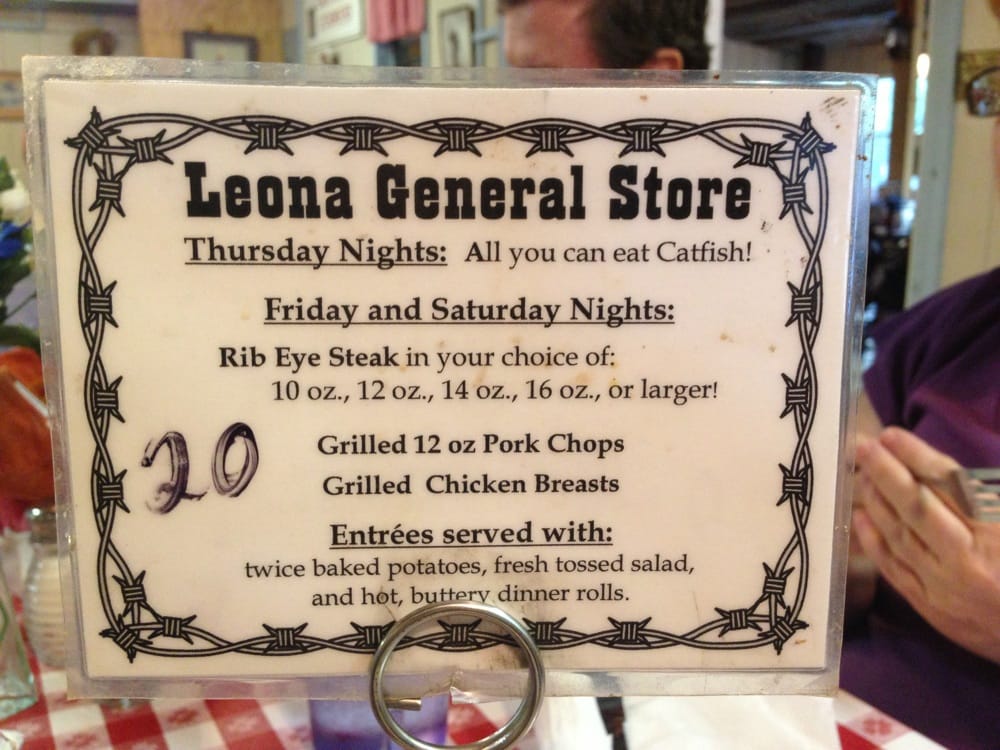 Leona General Store
Thursday Nights: All you can eat Catfish!
Friday and Saturday Nights:
Rib Eye Steak in your choice of:
10 oz., 12 oz., 14 oz., 16 oz., or larger!
20
Grilled 12 oz Pork Chops
Grilled Chicken Breasts
Entrées served with:
twice baked potatoes, fresh tossed salad,
and hot, buttery dinner rolls.